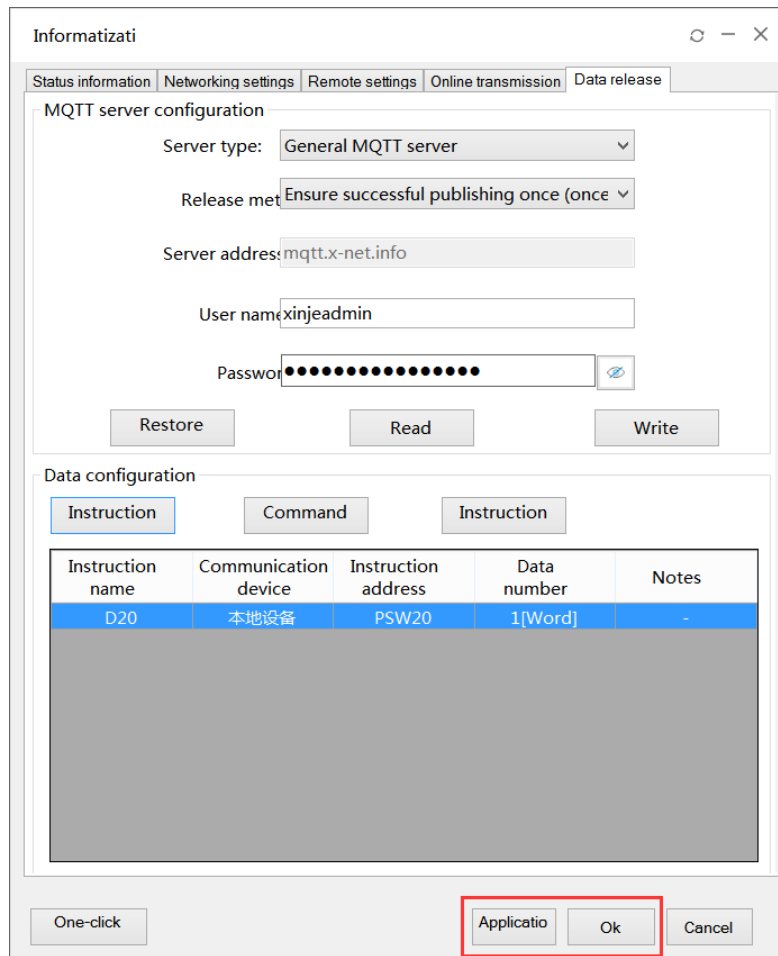 Informatizati
Status information Networking settings Remote settings Online transmission Data release
MQTT server configuration
Server type: General MQTT server
Release met Ensure successful publishing once (once
Server address mqtt.x-net.info
User name xinjeadmin
Passwor ●●●●●●●●●●●●●●●●
Restore Read Write
Data configuration
Instruction Command Instruction
Instruction name Communication device Instruction address Data number Notes
D20 本地设备 PSW20 1[Word] -
One-click Applicatio Ok Cancel